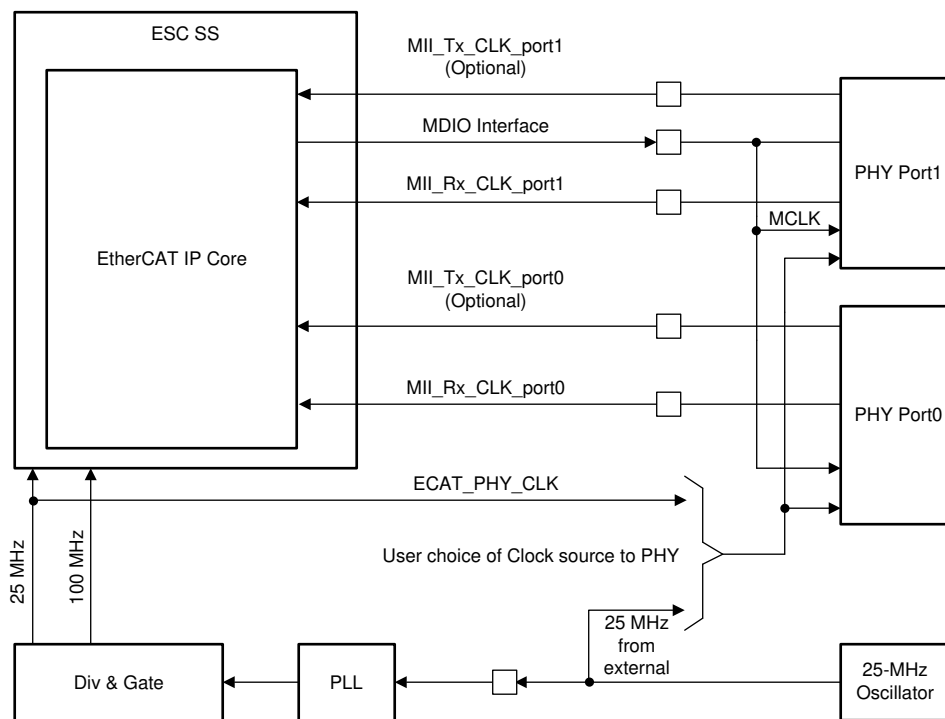 ESC SS
MII_Tx_CLK_port1
(Optional)
MDIO Interface
PHY Port1
MII_Rx_CLK_port1
MCLK
EtherCAT IP Core
MII_Tx_CLK_port0
(Optional)
MII_Rx_CLK_port0
PHY Port0
ECAT_PHY_CLK
25 MHz
100 MHz
User choice of Clock source to PHY
25 MHz
from
external
Div & Gate
PLL
25-MHz
Oscillator